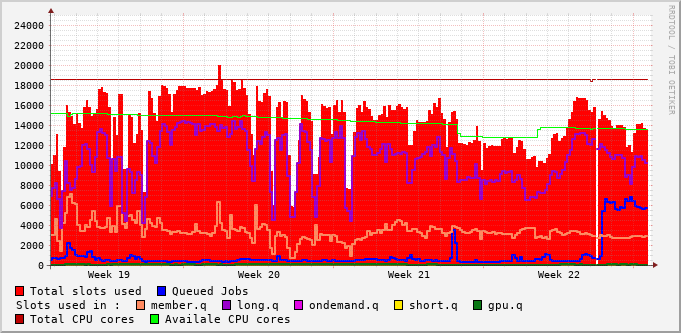 24000
22000
20000
18000
16000
14000
12000
10000
8000
6000
4000
2000
0
Week 19 Week 20 Week 21 Week 22
RRDTOOL / TOBI OETIKER
Total slots used Queued Jobs
Slots used in : member.q long.q ondemand.q short.q gpu.q
Total CPU cores Availale CPU cores